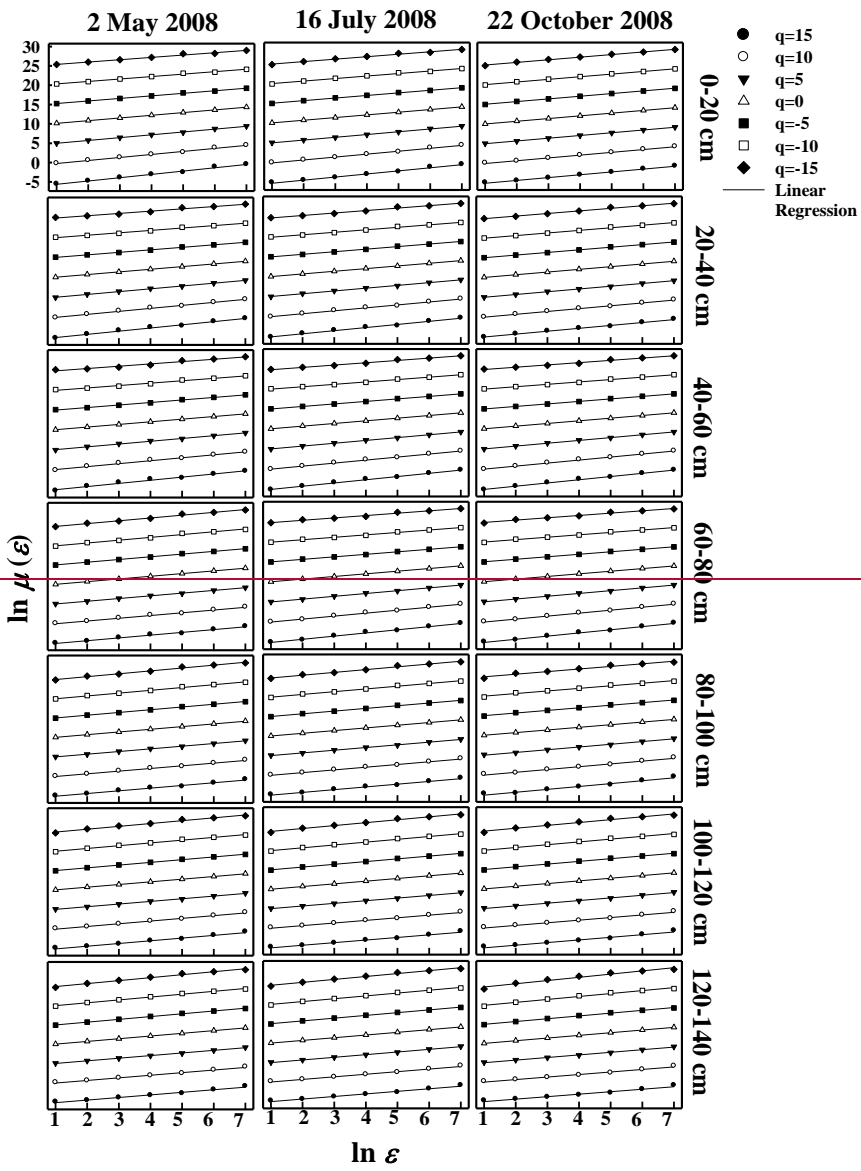 2 May 2008
16 July 2008
22 October 2008
30
25
20
15
10
5
0
-5
q=15
q=10
q=5
q=0
q=-5
q=-10
q=-15
Linear
Regression
0-20 cm
20-40 cm
40-60 cm
60-80 cm
80-100 cm
100-120 cm
120-140 cm
ln μ(ε)
1 2 3 4 5 6 7
1 2 3 4 5 6 7
1 2 3 4 5 6 7
ln ε